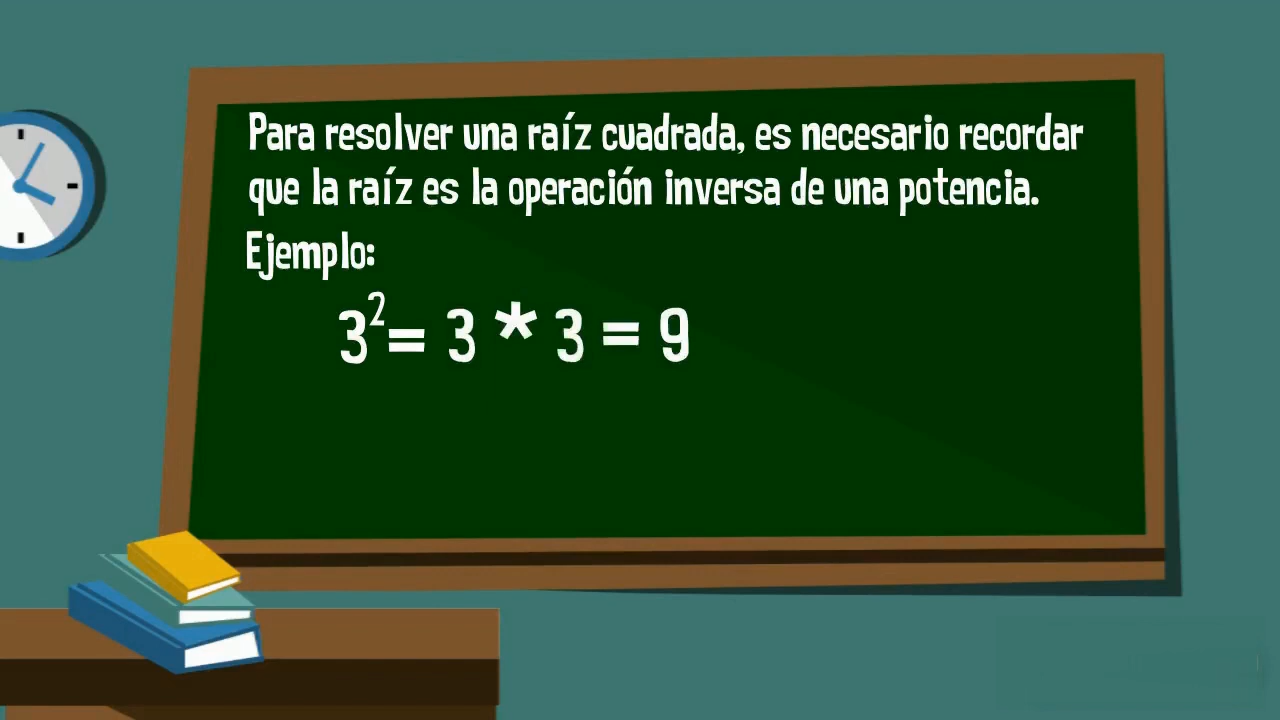 Para resolver una raíz cuadrada, es necesario recordar
que la raíz es la operación inversa de una potencia.
Ejemplo:
3²= 3 * 3 = 9